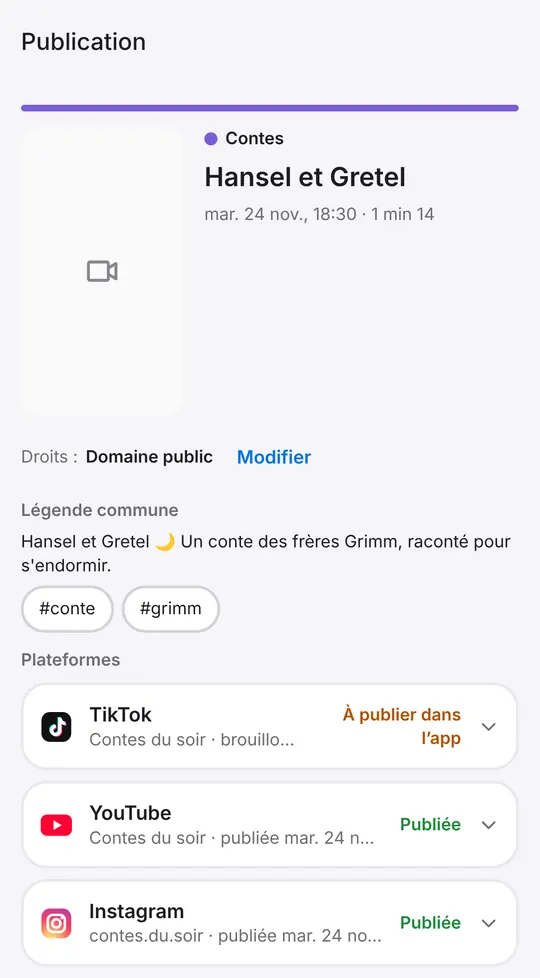 Publication
Contes
Hansel et Gretel
mar. 24 nov., 18:30 · 1 min 14
Droits : Domaine public Modifier
Légende commune
Hansel et Gretel 🌙 Un conte des frères Grimm, raconté pour
s'endormir.
#conte #grimm
Plateformes
TikTok
Contes du soir · brouillo...
À publier dans
l’app
YouTube
Contes du soir · publiée mar. 24 n...
Publiée
Instagram
contes.du.soir · publiée mar. 24 no...
Publiée